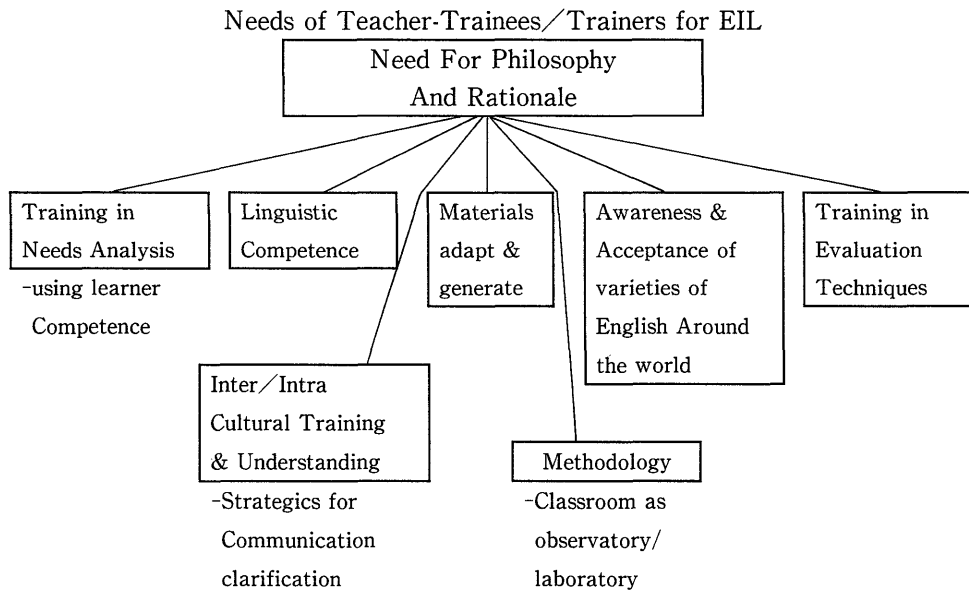 Needs of Teacher-Trainees/Trainers for EIL
Need For Philosophy
And Rationale
Training in
Needs Analysis
-using learner
Competence
Linguistic
Competence
Materials
adapt &
generate
Awareness &
Acceptance of
varieties of
English Around
the world
Training in
Evaluation
Techniques
Inter/Intra
Cultural Training
& Understanding
-Strategics for
Communication
clarification
Methodology
-Classroom as
observatory/
laboratory